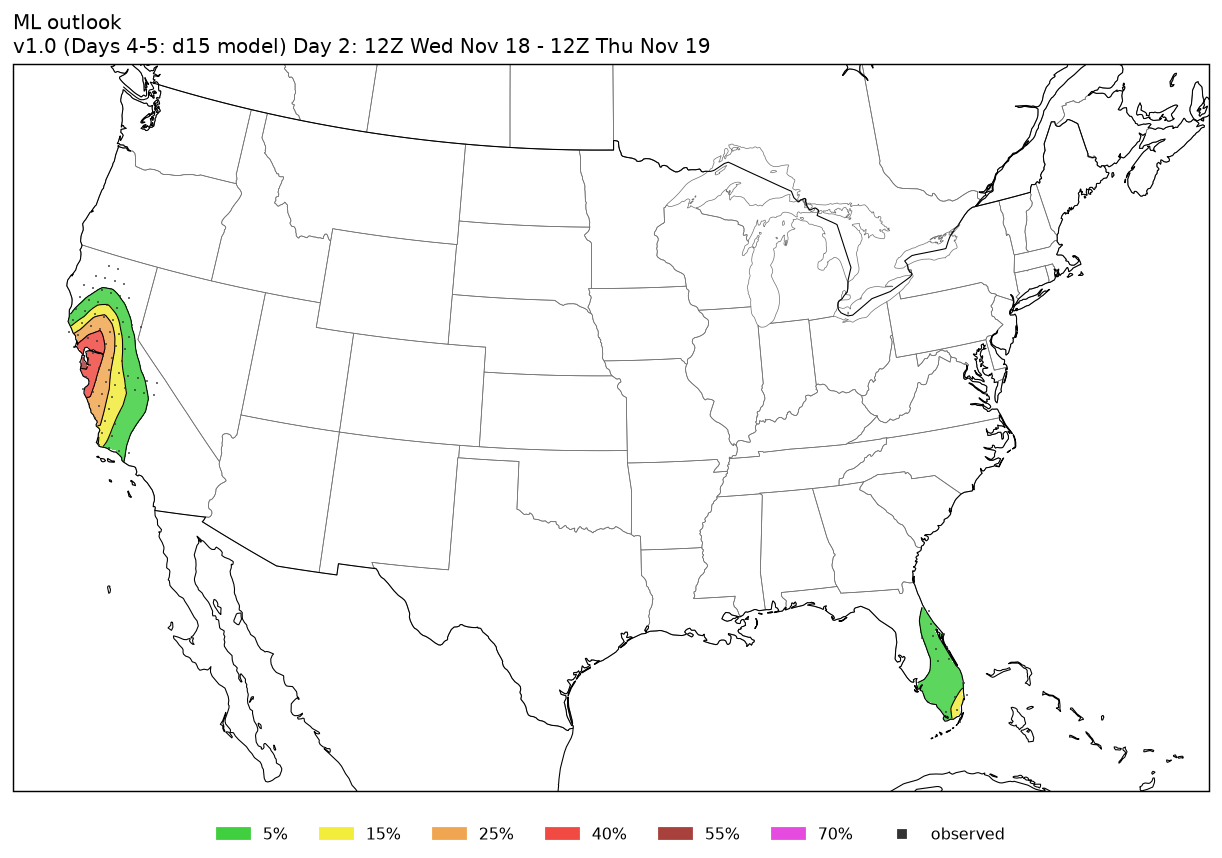 ML outlook
v1.0 (Days 4-5: d15 model) Day 2: 12Z Wed Nov 18 - 12Z Thu Nov 19
5% 15% 25% 40% 55% 70% observed